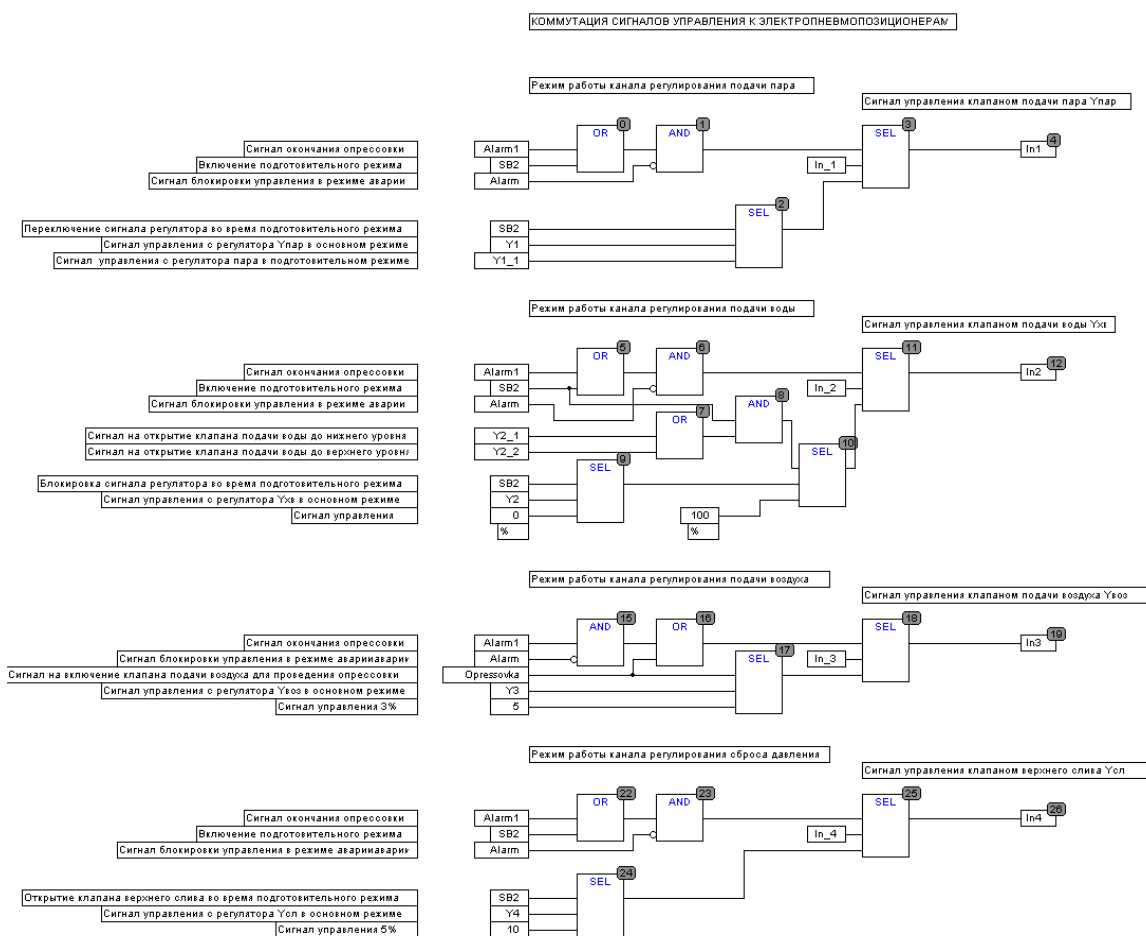 КОММУТАЦИЯ СИГНАЛОВ УПРАВЛЕНИЯ К ЭЛЕКТРОПНЕВМОПОЗИЦИОНЕРАМ
Режим работы канала регулирования подачи пара
Сигнал управления клапаном подачи пара Yпар
0
1
3
4
OR
AND
SEL
Сигнал окончания опрессовки
Alarm1
In1
Включение подготовительного режима
SB2
In_1
Сигнал блокировки управления в режиме аварии
Alarm
2
SEL
Переключение сигнала регулятора во время подготовительного режима
SB2
Сигнал управления с регулятора Yпар в основном режиме
Y1
Сигнал управления с регулятора пара в подготовительном режиме
Y1_1
Режим работы канала регулирования подачи воды
Сигнал управления клапаном подачи воды Yхв
5
6
11
12
OR
AND
SEL
Сигнал окончания опрессовки
Alarm1
In2
Включение подготовительного режима
SB2
In_2
Сигнал блокировки управления в режиме аварии
Alarm
8
AND
7
OR
Сигнал на открытие клапана подачи воды до нижнего уровня
Y2_1
Сигнал на открытие клапана подачи воды до верхнего уровня
Y2_2
10
SEL
9
SEL
Блокировка сигнала регулятора во время подготовительного режима
SB2
Сигнал управления с регулятора Yхв в основном режиме
Y2
Сигнал управления
0
100
%
%
Режим работы канала регулирования подачи воздуха
Сигнал управления клапаном подачи воздуха Yвоз
15
16
18
19
AND
OR
SEL
Сигнал окончания опрессовки
Alarm1
In3
Сигнал блокировки управления в режиме аварииаварии
Alarm
17
SEL
In_3
Сигнал на включение клапана подачи воздуха для проведения опрессовки
Opressovka
Сигнал управления с регулятора Yвоз в основном режиме
Y3
Сигнал управления 3%
5
Режим работы канала регулирования сброса давления
Сигнал управления клапаном верхнего слива Yсл
22
23
25
26
OR
AND
SEL
Сигнал окончания опрессовки
Alarm1
In4
Включение подготовительного режима
SB2
In_4
Сигнал блокировки управления в режиме аварииаварии
Alarm
24
SEL
Открытие клапана верхнего слива во время подготовительного режима
SB2
Сигнал управления с регулятора Yсл в основном режиме
Y4
Сигнал управления 5%
10